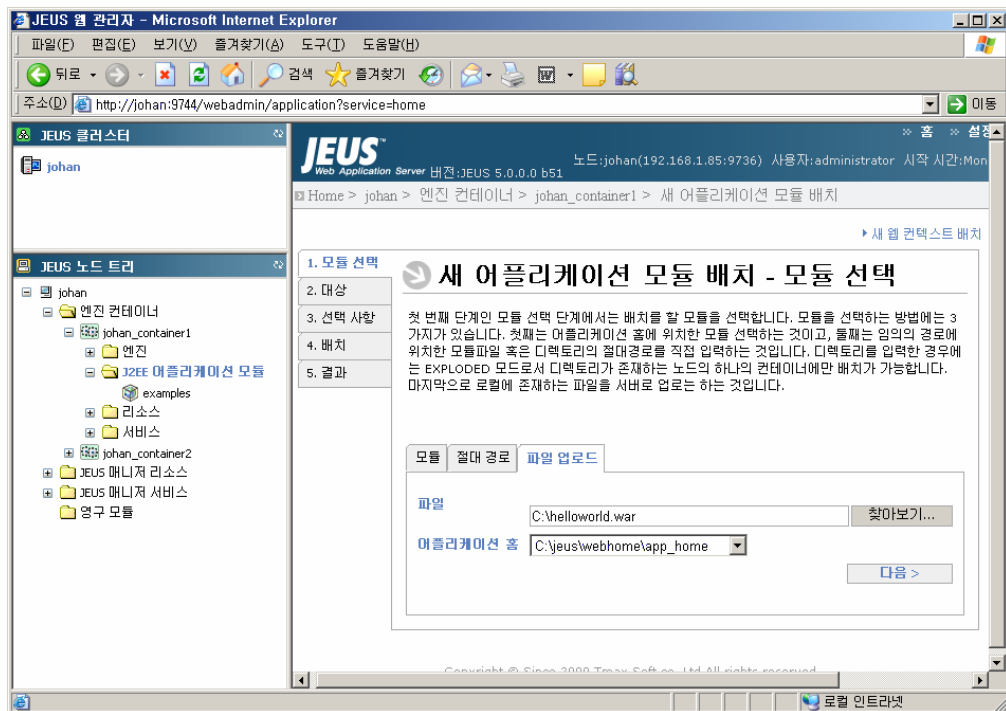 JEUS 웹 관리자 - Microsoft Internet Explorer
파일(F) 편집(E) 보기(V) 즐겨찾기(A) 도구(T) 도움말(H)
뒤로 검색 즐겨찾기
주소(D) http://johan:9744/webadmin/application?service=home 이동
JEUS 클러스터
johan
JEUS 노드 트리
johan
엔진 컨테이너
johan_container1
엔진
J2EE 어플리케이션 모듈
examples
리소스
서비스
johan_container2
JEUS 매니저 리소스
JEUS 매니저 서비스
영구 모듈
» 홈 » 설정
JEUS™
Web Application Server 버전:JEUS 5.0.0.0 b51
노드:johan(192.168.1.85:9736) 사용자:administrator 시작 시간:Mon
Home > johan > 엔진 컨테이너 > johan_container1 > 새 어플리케이션 모듈 배치
새 웹 컨텍스트 배치
1. 모듈 선택
2. 대상
3. 선택 사항
4. 배치
5. 결과
새 어플리케이션 모듈 배치 - 모듈 선택
첫 번째 단계인 모듈 선택 단계에서는 배치를 할 모듈을 선택합니다. 모듈을 선택하는 방법에는 3
가지가 있습니다. 첫째는 어플리케이션 홈에 위치한 모듈 선택하는 것이고, 둘째는 임의의 경로에
위치한 모듈파일 혹은 디렉토리의 절대경로를 직접 입력하는 것입니다. 디렉토리를 입력한 경우에
는 EXPLODED 모드로서 디렉토리가 존재하는 노드의 하나의 컨테이너에만 배치가 가능합니다.
마지막으로 로컬에 존재하는 파일을 서버로 업로는 하는 것입니다.
모듈 절대 경로 파일 업로드
파일 C:\helloworld.war 찾아보기...
어플리케이션 홈 C:\jeus\webhome\app_home
다음 >
Copyright © Since 2000 Tmax Soft co., Ltd All rights reserved
로컬 인트라넷